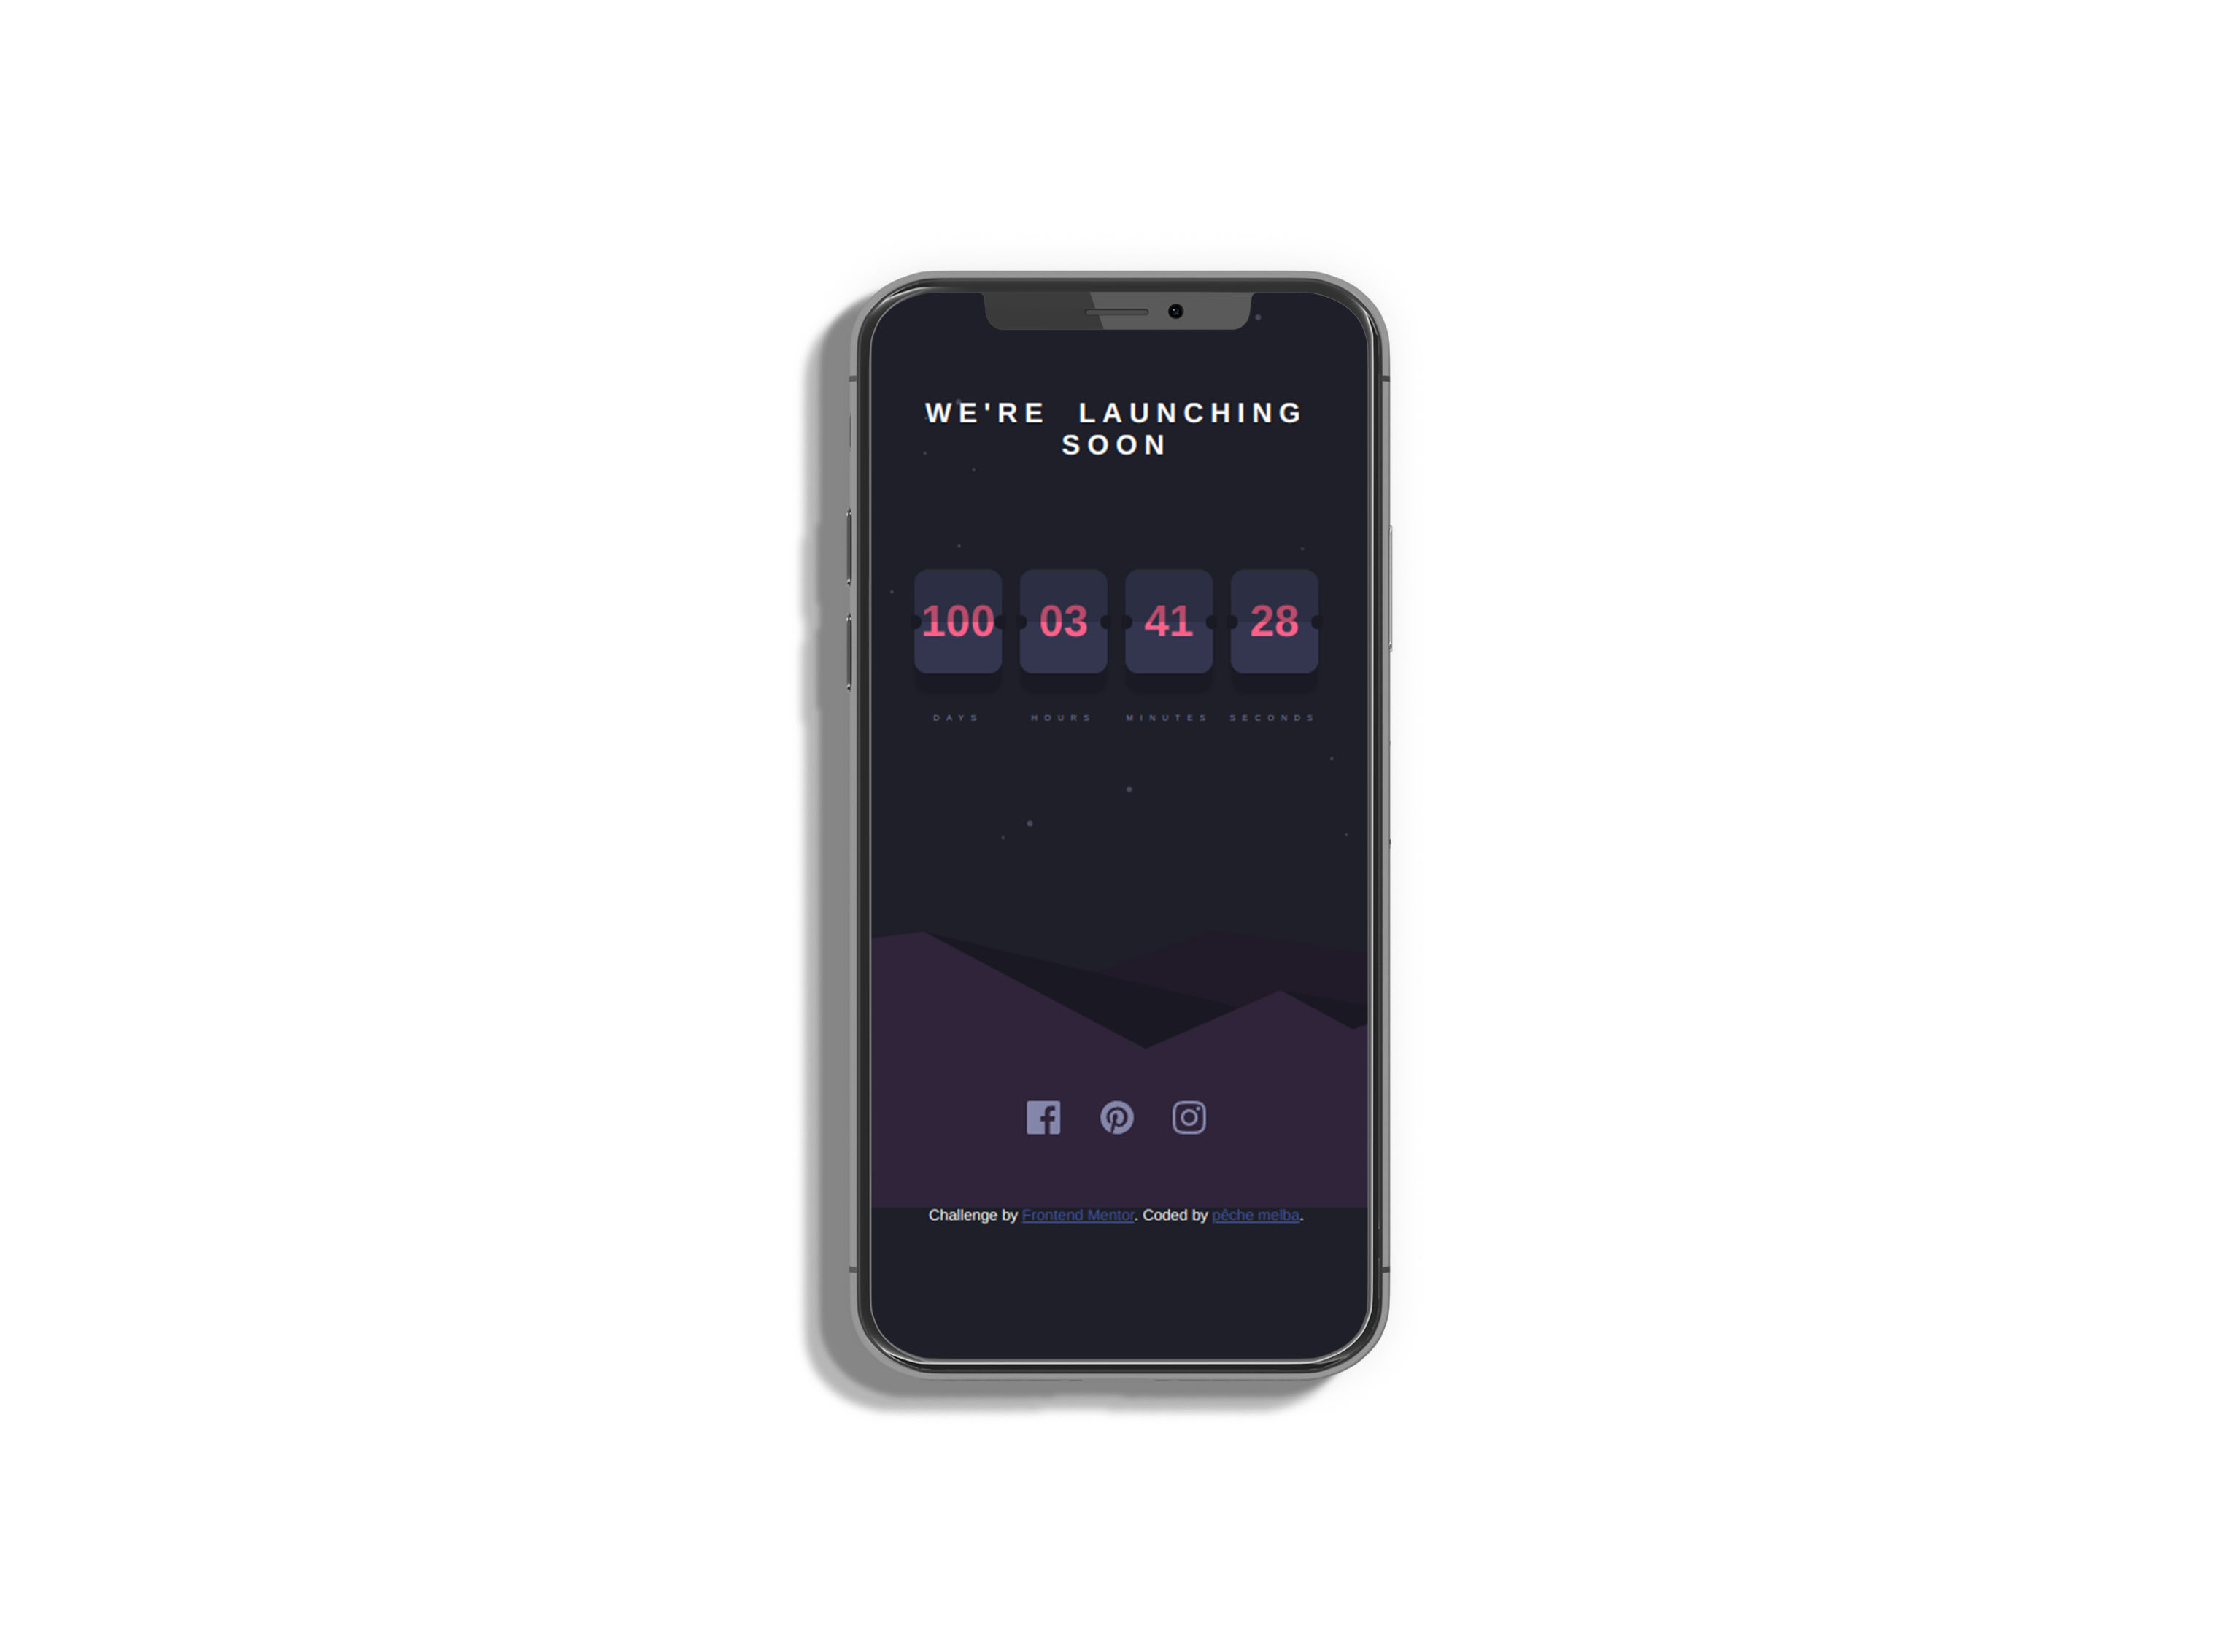 WE'RE LAUNCHING
SOON
100 03 41 28
DAYS HOURS MINUTES SECONDS
Challenge by Frontend Mentor. Coded by pêche melba.